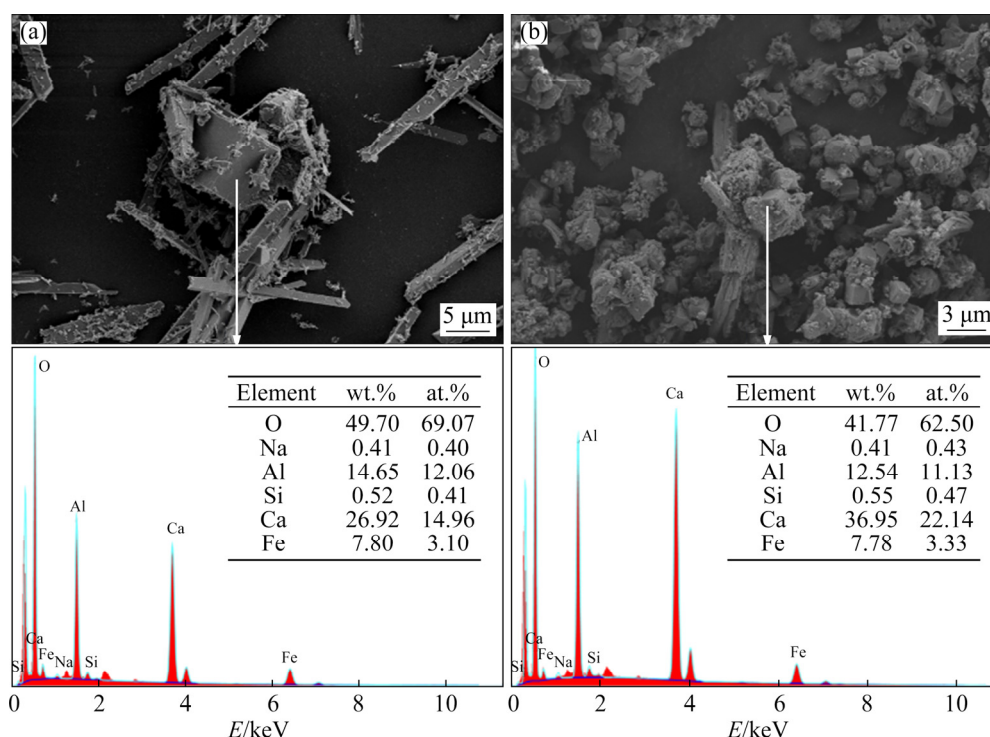 (a)
5 μm
(b)
3 μm
O
Al
Ca
Ca
Fe
Si
Na
Si
Fe
Element wt.% at.%
O 49.70 69.07
Na 0.41 0.40
Al 14.65 12.06
Si 0.52 0.41
Ca 26.92 14.96
Fe 7.80 3.10
0 2 4 6 8 10
E/keV
O
Al
Ca
Ca
Fe
Si
Na
Si
Fe
Element wt.% at.%
O 41.77 62.50
Na 0.41 0.43
Al 12.54 11.13
Si 0.55 0.47
Ca 36.95 22.14
Fe 7.78 3.33
0 2 4 6 8 10
E/keV